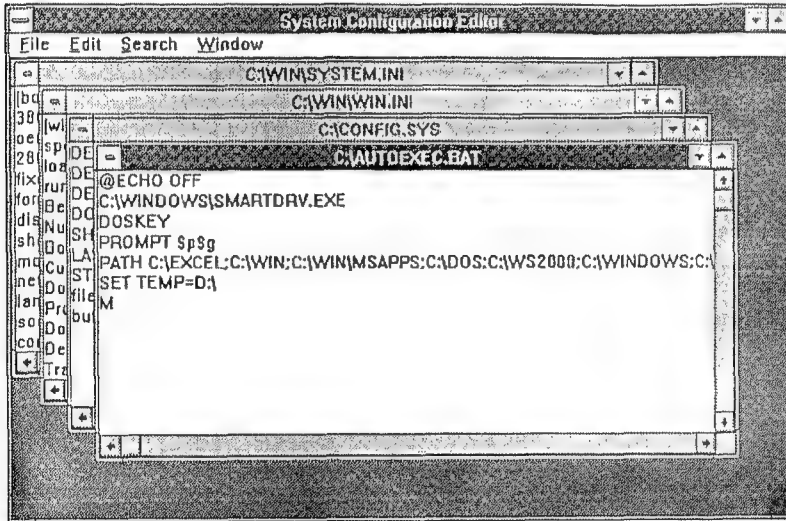 System Configuration Editor
File Edit Search Window
C:\WIN\SYSTEM.INI
C:\WIN\WIN.INI
C:\CONFIG.SYS
C:\AUTOEXEC.BAT
@ECHO OFF
C:\WINDOWS\SMARTDRV.EXE
DOSKEY
PROMPT $p$g
PATH C:\EXCEL;C:\WIN;C:\WIN\MSAPPS;C:\DOS;C:\WS2000;C:\WINDOWS;C:\
SET TEMP=D:\
M